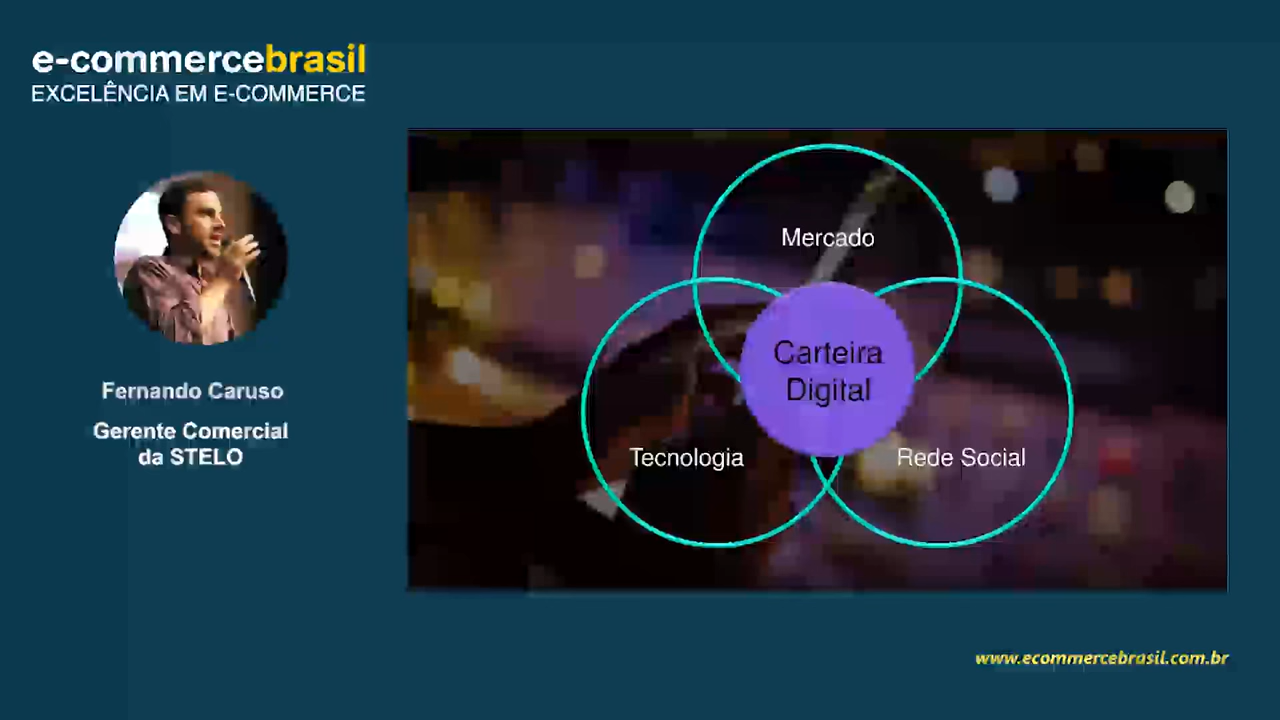 e-commercebrasil
EXCELÊNCIA EM E-COMMERCE
Fernando Caruso
Gerente Comercial
da STELO
Mercado
Carteira
Digital
Tecnologia
Rede Social
www.ecommercebrasil.com.br